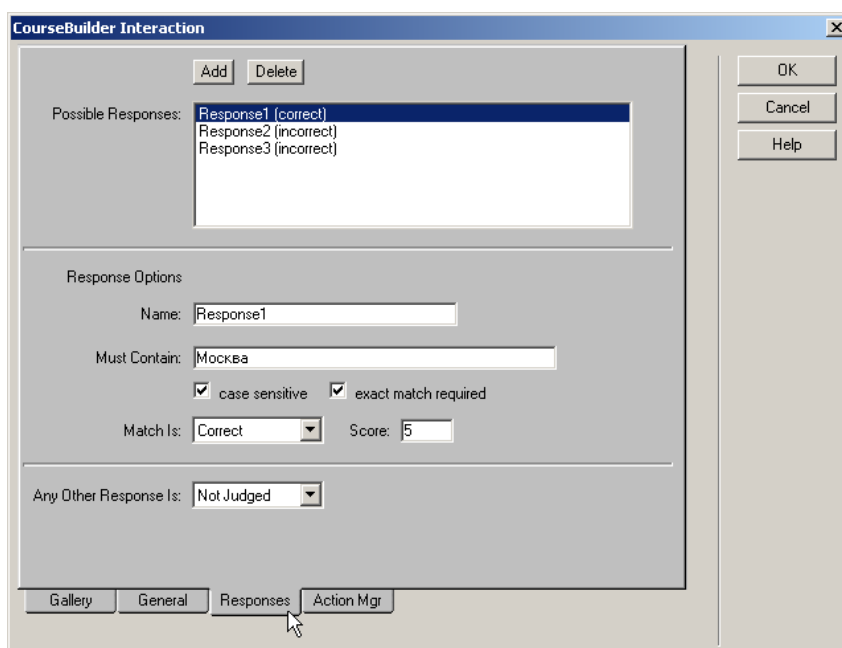 CourseBuilder Interaction
Add Delete
OK
Cancel
Help
Possible Responses:
Response1 (correct)
Response2 (incorrect)
Response3 (incorrect)
Response Options
Name: Response1
Must Contain: Москва
case sensitive exact match required
Match Is: Correct Score: 5
Any Other Response Is: Not Judged
Gallery General Responses Action Mgr